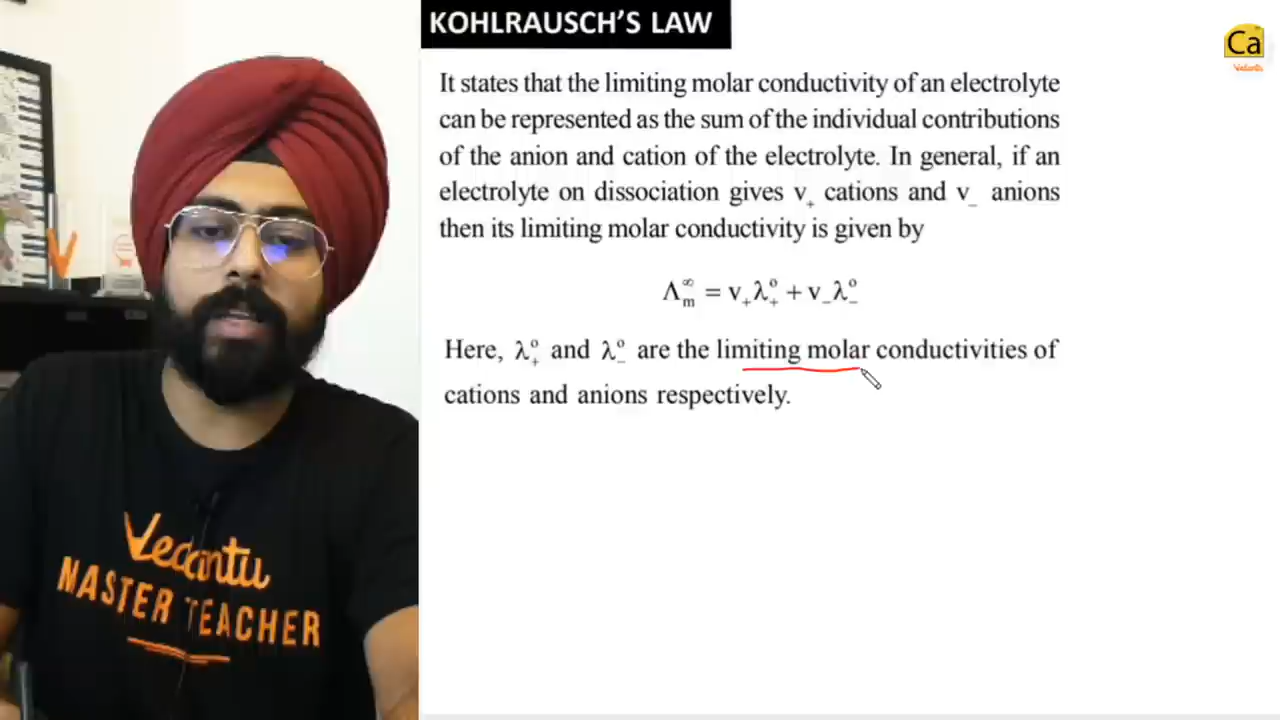 KOHLRAUSCH'S LAW
Ca
Vedantu
It states that the limiting molar conductivity of an electrolyte
can be represented as the sum of the individual contributions
of the anion and cation of the electrolyte. In general, if an
electrolyte on dissociation gives v₊ cations and v₋ anions
then its limiting molar conductivity is given by
Λₘ^∞ = v₊λ₊° + v₋λ₋°
Here, λ₊° and λ₋° are the limiting molar conductivities of
cations and anions respectively.
Vedantu
MASTER TEACHER